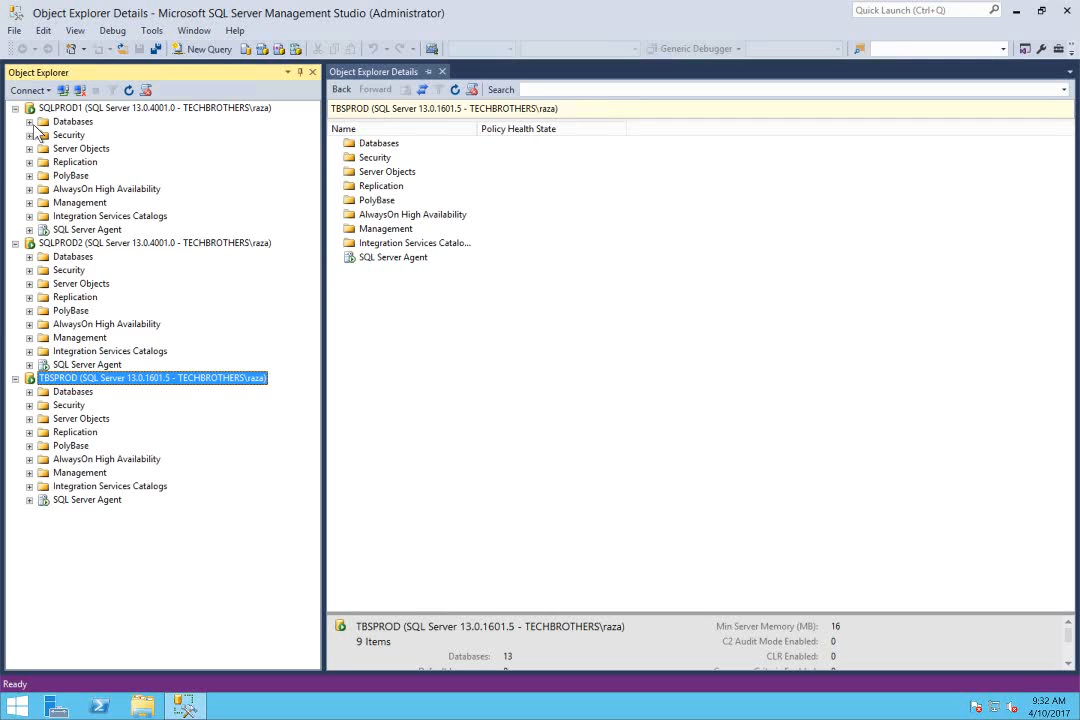 Object Explorer Details - Microsoft SQL Server Management Studio (Administrator)
Quick Launch (Ctrl+Q)
File Edit View Debug Tools Window Help
New Query
Generic Debugger
Object Explorer
Connect
SQLPROD1 (SQL Server 13.0.4001.0 - TECHBROTHERS\raza)
Databases
Security
Server Objects
Replication
PolyBase
AlwaysOn High Availability
Management
Integration Services Catalogs
SQL Server Agent
SQLPROD2 (SQL Server 13.0.4001.0 - TECHBROTHERS\raza)
Databases
Security
Server Objects
Replication
PolyBase
AlwaysOn High Availability
Management
Integration Services Catalogs
SQL Server Agent
TBSPROD (SQL Server 13.0.1601.5 - TECHBROTHERS\raza)
Databases
Security
Server Objects
Replication
PolyBase
AlwaysOn High Availability
Management
Integration Services Catalogs
SQL Server Agent
Object Explorer Details
Back Forward Search
TBSPROD (SQL Server 13.0.1601.5 - TECHBROTHERS\raza)
Name Policy Health State
Databases
Security
Server Objects
Replication
PolyBase
AlwaysOn High Availability
Management
Integration Services Catalo...
SQL Server Agent
TBSPROD (SQL Server 13.0.1601.5 - TECHBROTHERS\raza)
9 Items
Databases: 13
Min Server Memory (MB): 16
C2 Audit Mode Enabled: 0
CLR Enabled: 0
Ready
9:32 AM
4/10/2017